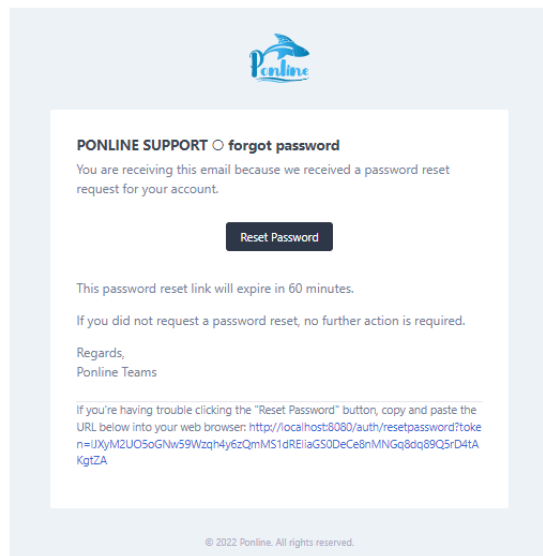 Ponline
PONLINE SUPPORT ○ forgot password
You are receiving this email because we received a password reset
request for your account.
Reset Password
This password reset link will expire in 60 minutes.
If you did not request a password reset, no further action is required.
Regards,
Ponline Teams
If you're having trouble clicking the "Reset Password" button, copy and paste the
URL below into your web browser: http://localhost:8080/auth/resetpassword?toke
n=IJXyM2UO5oGNw59Wzqh4y6zQmMS1dREIiaGS0DeCe8nMNGq8dq89Q5rD4tA
KgtZA
© 2022 Ponline. All rights reserved.